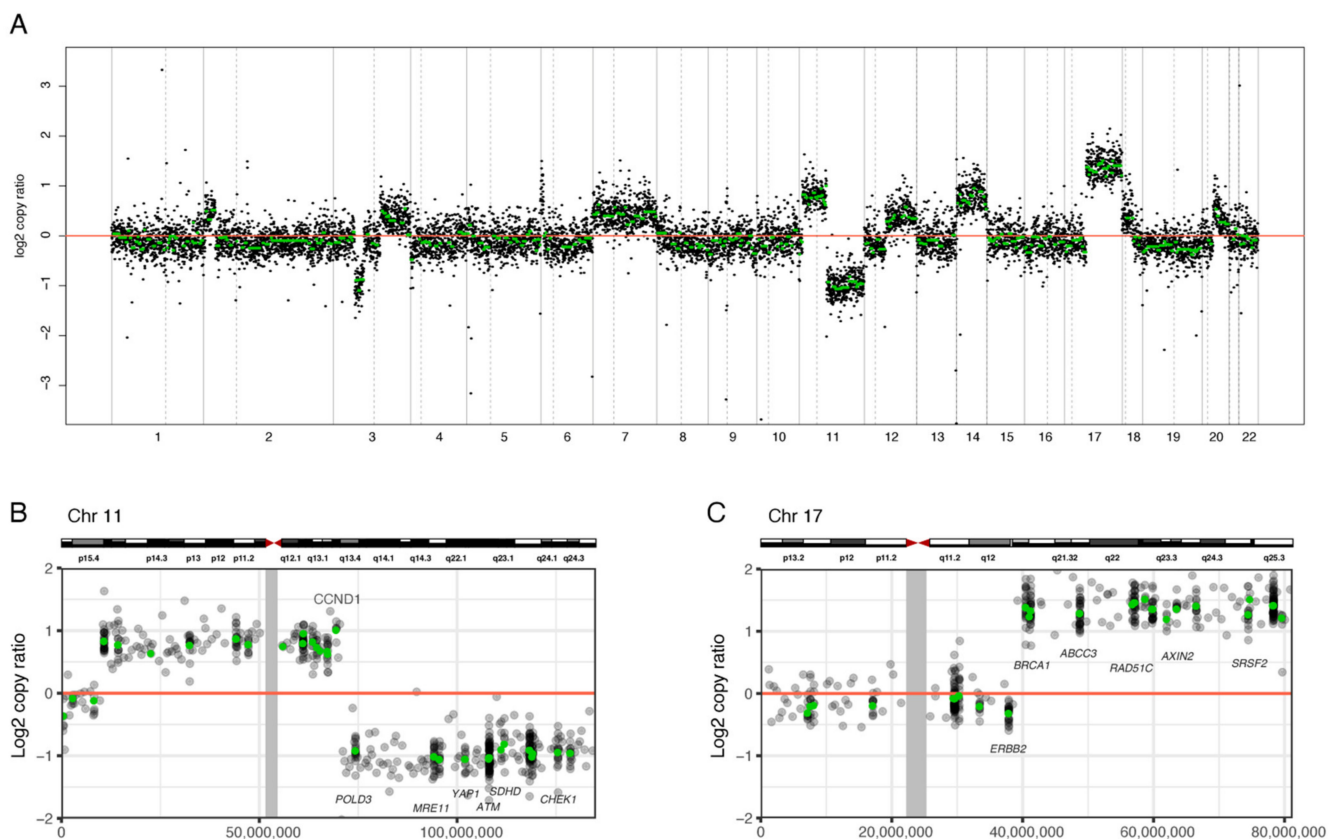 A
log2 copy ratio
3
2
1
0
−1
−2
−3
1 2 3 4 5 6 7 8 9 10 11 12 13 14 15 16 17 18 19 20 22
B Chr 11
p15.4 p14.3 p13 p12 p11.2 q12.1 q13.1 q13.4 q14.1 q14.3 q22.1 q23.1 q24.1 q24.3
Log2 copy ratio
2
1
0
−1
−2
CCND1
POLD3 MRE11 YAP1 ATM SDHD CHEK1
0 50,000,000 100,000,000
C Chr 17
p13.2 p12 p11.2 q11.2 q12 q21.32 q22 q23.3 q24.3 q25.3
Log2 copy ratio
2
1
0
−1
−2
BRCA1 ABCC3 RAD51C AXIN2 SRSF2
ERBB2
0 20,000,000 40,000,000 60,000,000 80,000,000